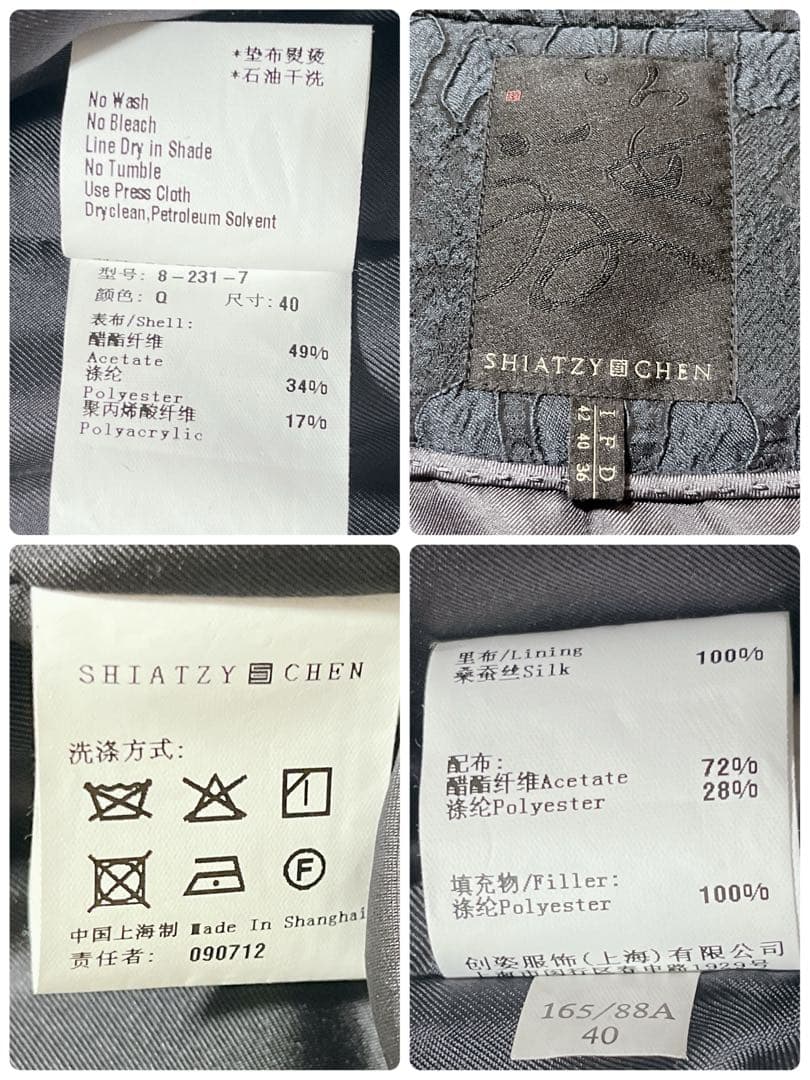 *垫布熨烫
*石油干洗
No Wash
No Bleach
Line Dry in Shade
No Tumble
Use Press Cloth
Dryclean,Petroleum Solvent
型号: 8-231-7
颜色: Q 尺寸: 40
表布/Shell:
醋酯纤维 49%
Acetate
涤纶 34%
Polyester
聚丙烯酸纤维 17%
Polyacrylic
SHIATZY CHEN
I F D
42 40 36
SHIATZY CHEN
洗涤方式:
F
中国上海制 Made In Shanghai
责任者: 090712
里布/Lining 100%
桑蚕丝Silk
配布: 72%
醋酯纤维Acetate 28%
涤纶Polyester
填充物/Filler: 100%
涤纶Polyester
创姿服饰(上海)有限公司
1929号
165/88A
40